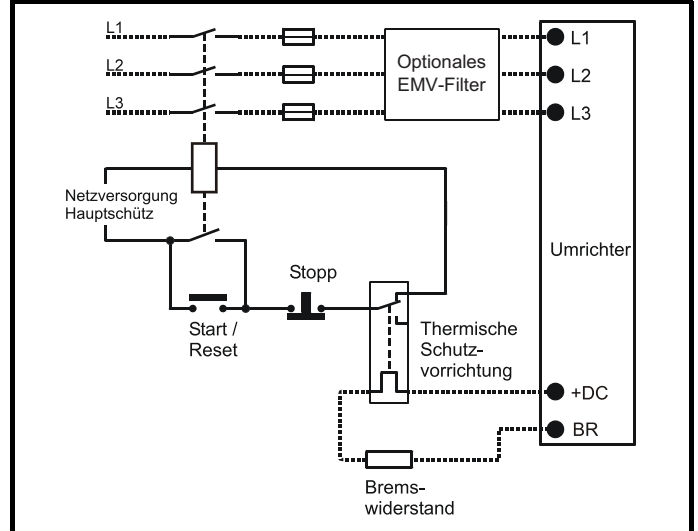 L1
L2
L3
Optionales
EMV-Filter
L1
L2
L3
Netzversorgung
Hauptschütz
Umrichter
Stopp
Start /
Reset
Thermische
Schutz-
vorrichtung
+DC
BR
Brems-
widerstand